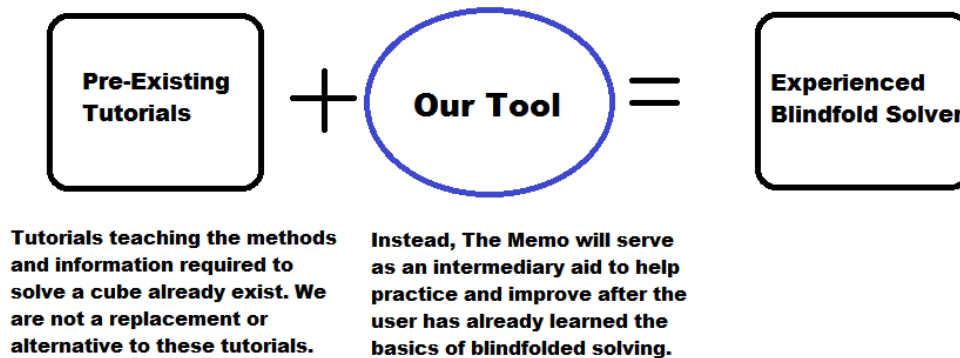 Pre-Existing
Tutorials
+
Our Tool
=
Experienced
Blindfold Solver
Tutorials teaching the methods
and information required to
solve a cube already exist. We
are not a replacement or
alternative to these tutorials.
Instead, The Memo will serve
as an intermediary aid to help
practice and improve after the
user has already learned the
basics of blindfolded solving.